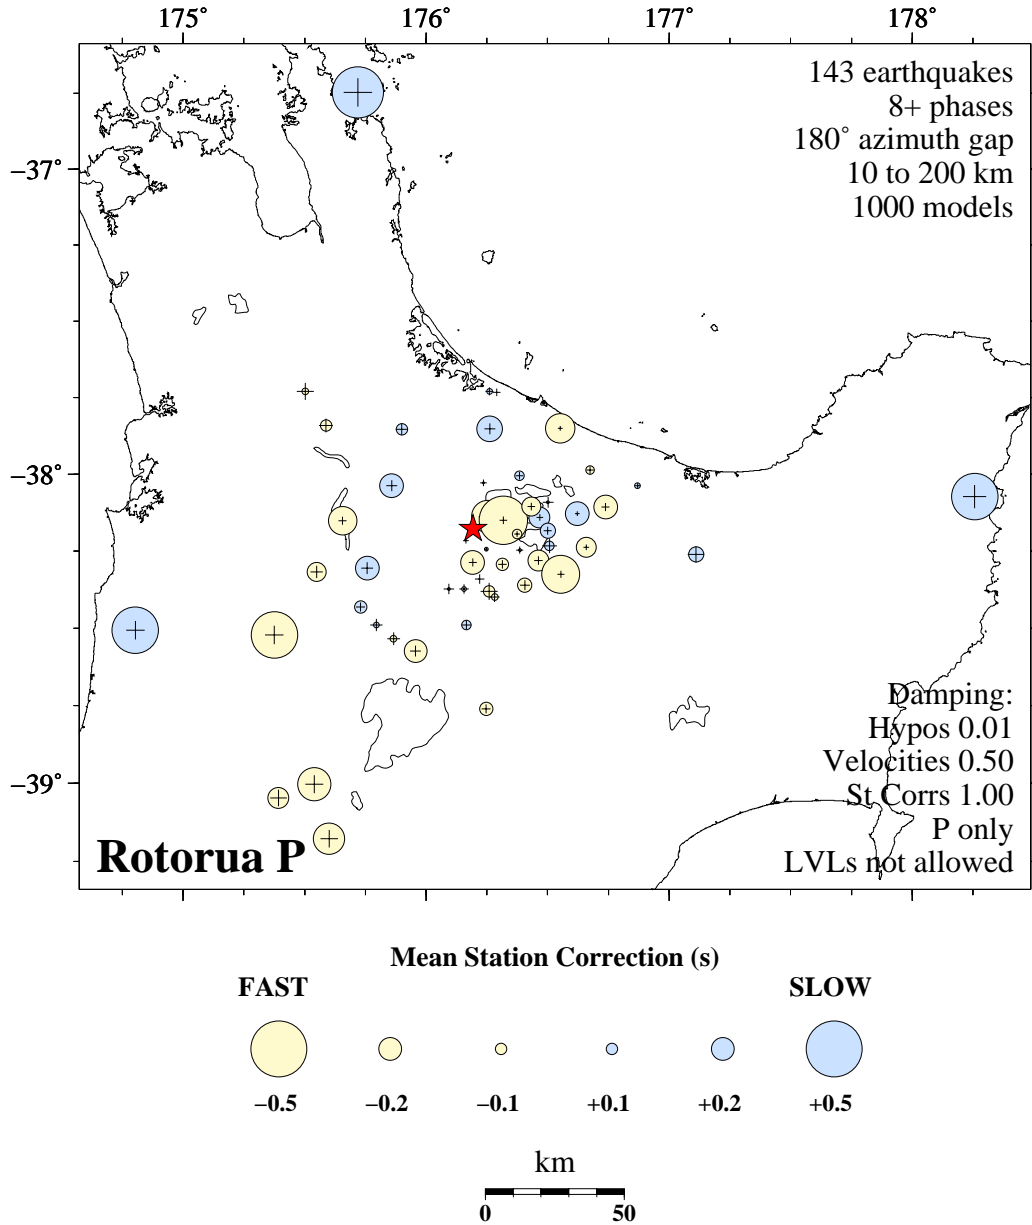 175° 176° 177° 178°
143 earthquakes
8+ phases
180° azimuth gap
10 to 200 km
1000 models
−37°
−38°
−39°
Damping:
Hypos 0.01
Velocities 0.50
St Corrs 1.00
P only
LVLs not allowed
Rotorua P
Mean Station Correction (s)
FAST SLOW
−0.5 −0.2 −0.1 +0.1 +0.2 +0.5
km
0 50